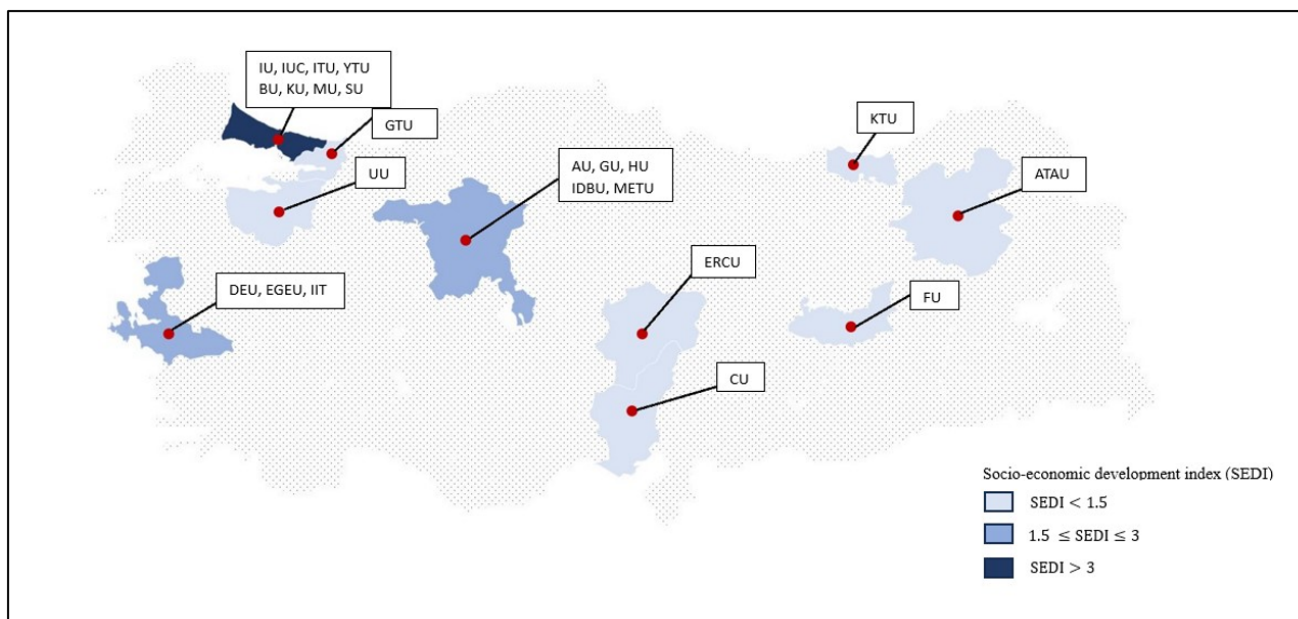 IU, IUC, ITU, YTU
BU, KU, MU, SU
GTU
KTU
UU
AU, GU, HU
IDBU, METU
ATAU
ERCU
DEU, EGEU, IIT
FU
CU
Socio-economic development index (SEDI)
SEDI < 1.5
1.5 ≤ SEDI ≤ 3
SEDI > 3